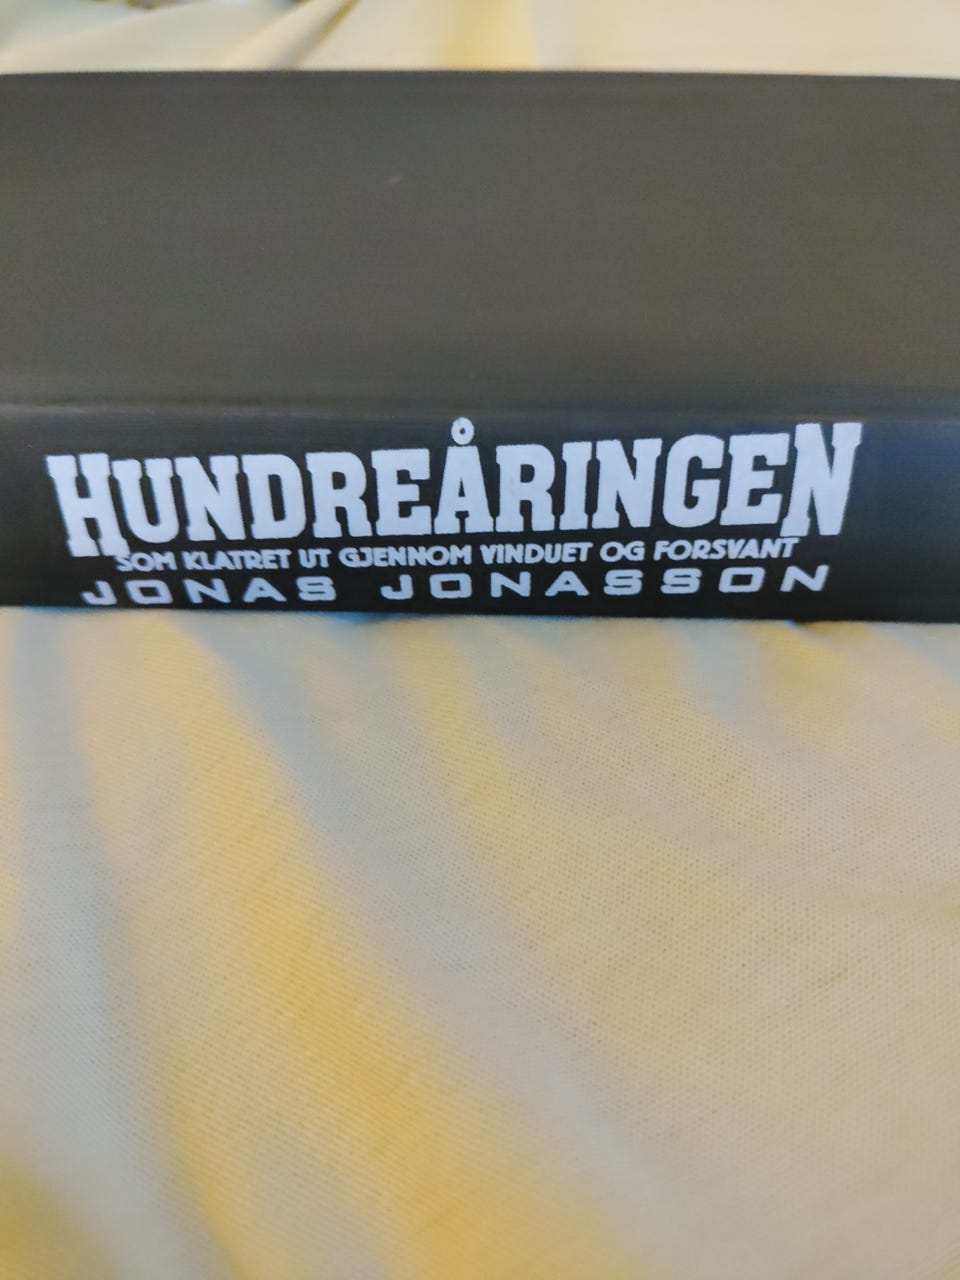 HUNDREÅRINGEN
SOM KLATRET UT GJENNOM VINDUET OG FORSVANT
JONAS JONASSON